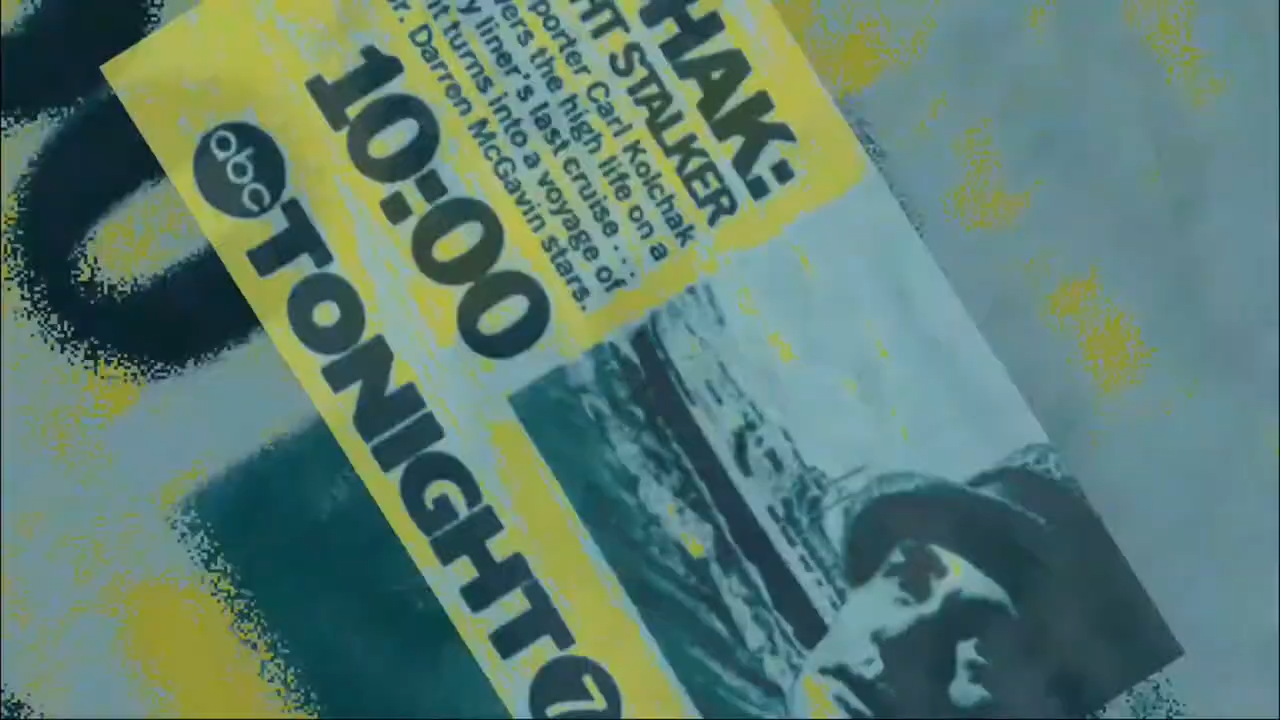 HAK:
HT STALKER
porter Carl Kolchak
vers the high life on a
y liner's last cruise ...
it turns into a voyage of
r. Darren McGavin stars.
10:00
abc TONIGHT 7